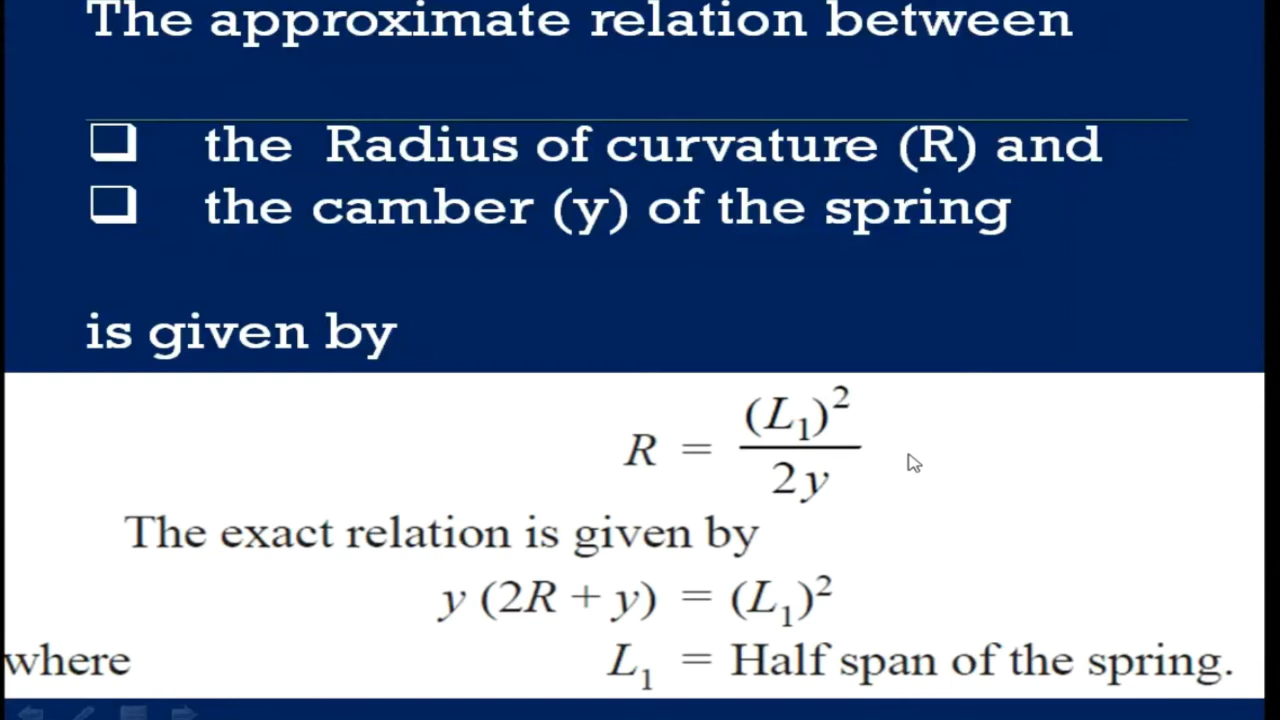 The approximate relation between
❑ the Radius of curvature (R) and
❑ the camber (y) of the spring
is given by
R = (L₁)² / 2y
The exact relation is given by
y (2R + y) = (L₁)²
where L₁ = Half span of the spring.